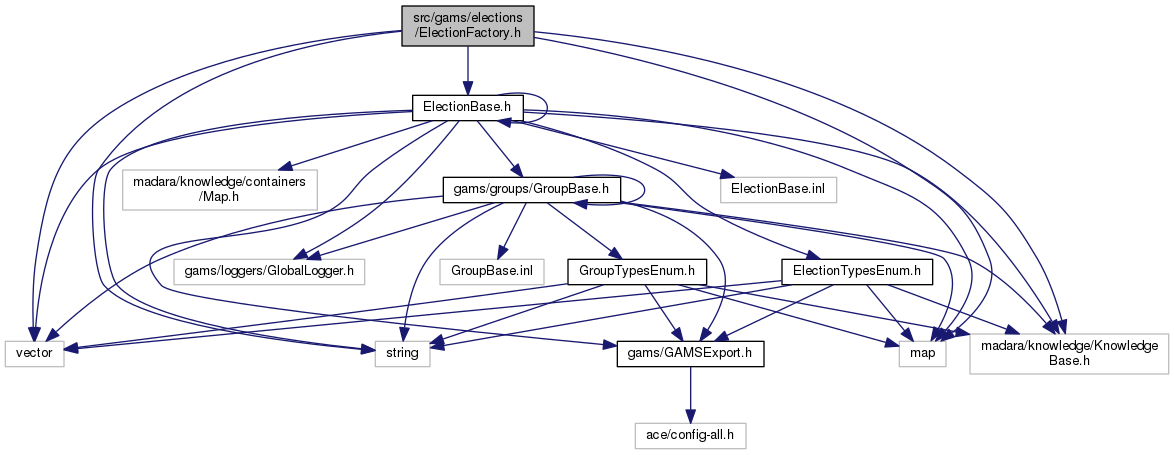 src/gams/elections
/ElectionFactory.h
ElectionBase.h
madara/knowledge/containers
/Map.h
gams/groups/GroupBase.h
ElectionBase.inl
gams/loggers/GlobalLogger.h
GroupBase.inl
GroupTypesEnum.h
ElectionTypesEnum.h
vector
string
gams/GAMSExport.h
map
madara/knowledge/Knowledge
Base.h
ace/config-all.h